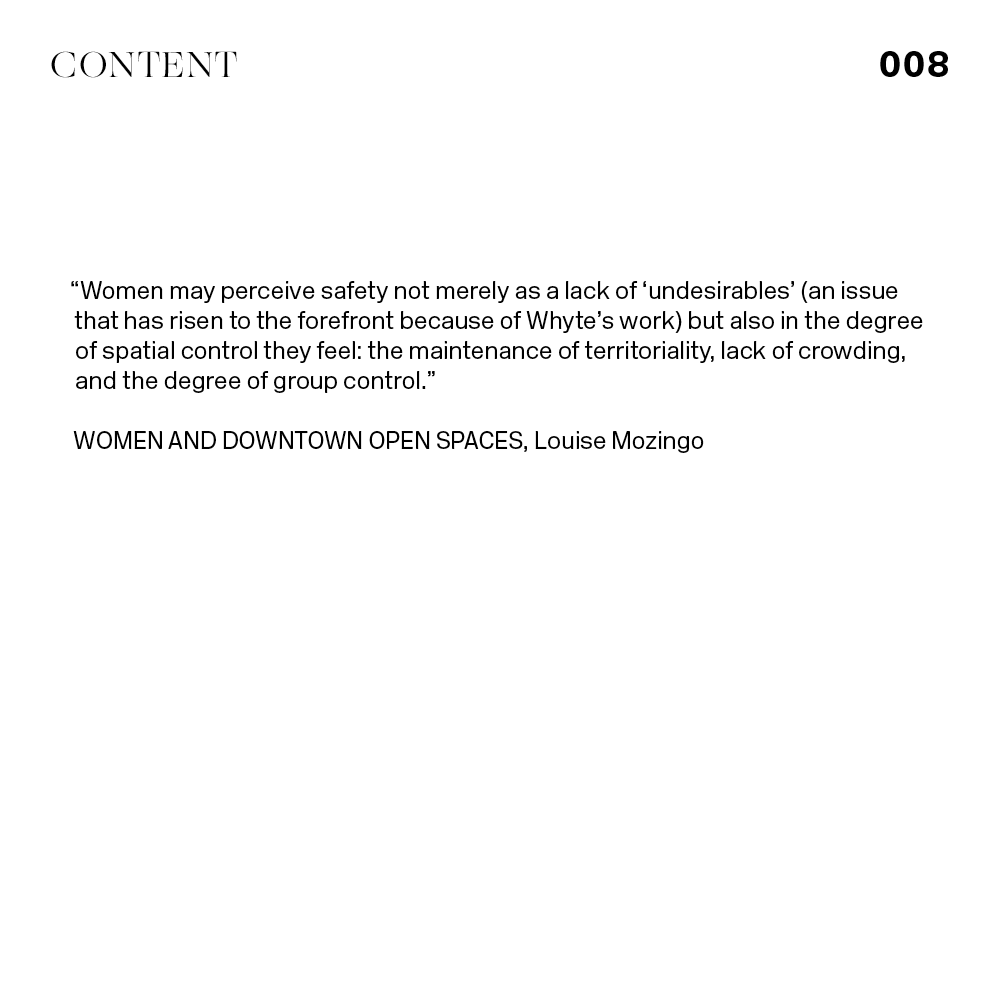 CONTENT
008
“Women may perceive safety not merely as a lack of ‘undesirables’ (an issue
that has risen to the forefront because of Whyte’s work) but also in the degree
of spatial control they feel: the maintenance of territoriality, lack of crowding,
and the degree of group control.”
WOMEN AND DOWNTOWN OPEN SPACES, Louise Mozingo